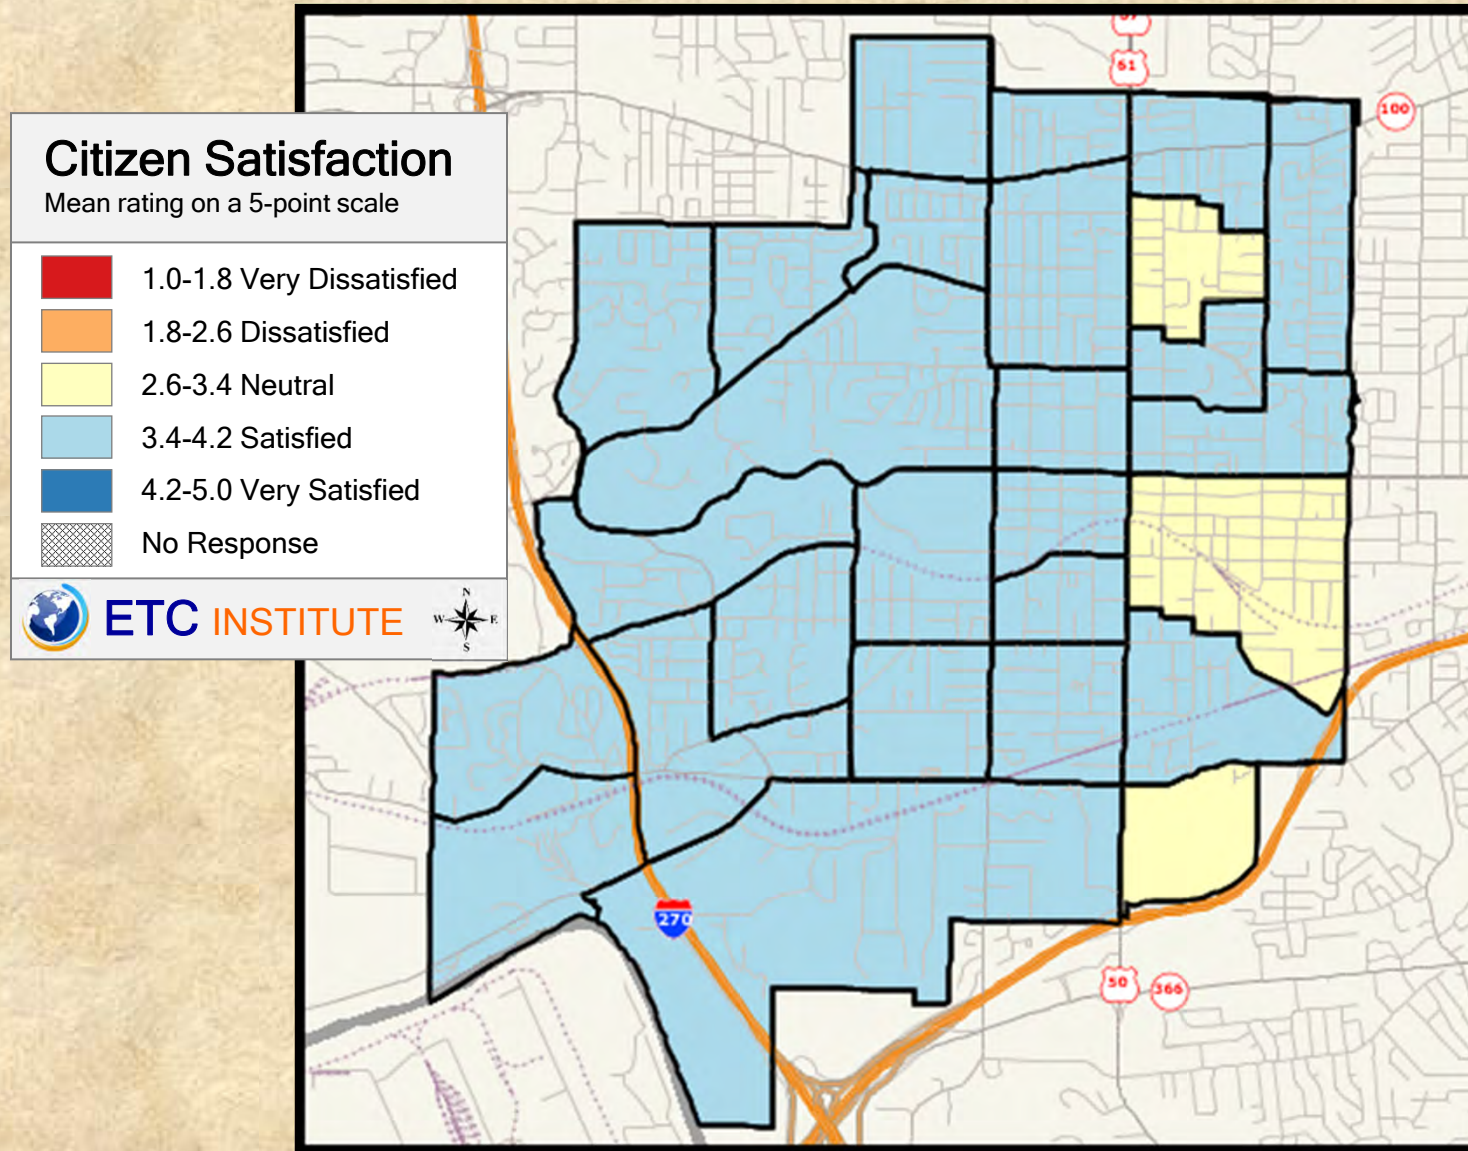 61
100
Citizen Satisfaction
Mean rating on a 5-point scale
1.0-1.8 Very Dissatisfied
1.8-2.6 Dissatisfied
2.6-3.4 Neutral
3.4-4.2 Satisfied
4.2-5.0 Very Satisfied
No Response
ETC INSTITUTE
N
W E
S
270
50 366